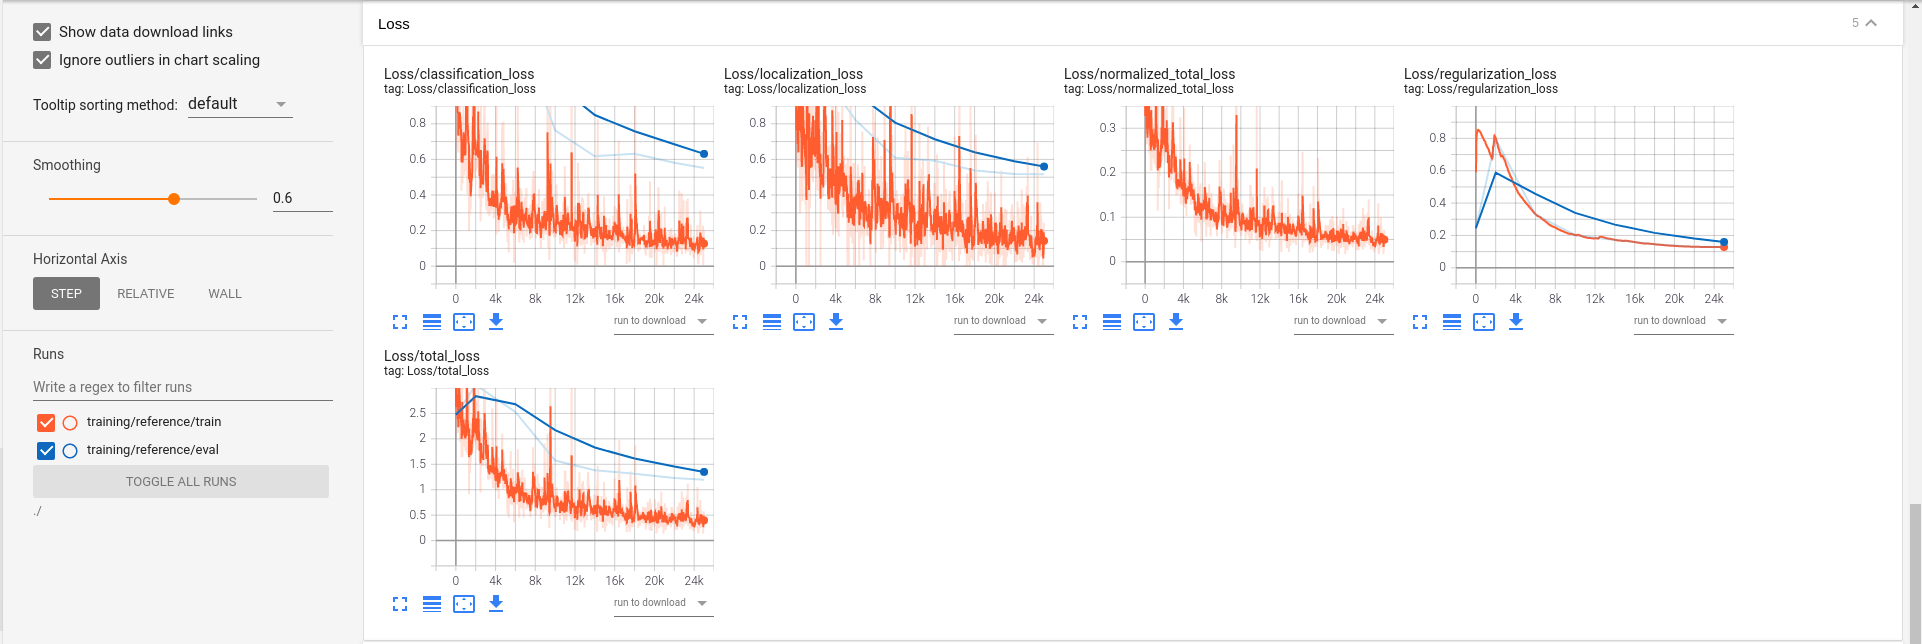 Show data download links
Ignore outliers in chart scaling
Tooltip sorting method: default
Smoothing
0.6
Horizontal Axis
STEP RELATIVE WALL
Runs
Write a regex to filter runs
training/reference/train
training/reference/eval
TOGGLE ALL RUNS
./
Loss
5
Loss/classification_loss
tag: Loss/classification_loss
0.8
0.6
0.4
0.2
0
0 4k 8k 12k 16k 20k 24k
run to download
Loss/localization_loss
tag: Loss/localization_loss
0.8
0.6
0.4
0.2
0
0 4k 8k 12k 16k 20k 24k
run to download
Loss/normalized_total_loss
tag: Loss/normalized_total_loss
0.3
0.2
0.1
0
0 4k 8k 12k 16k 20k 24k
run to download
Loss/regularization_loss
tag: Loss/regularization_loss
0.8
0.6
0.4
0.2
0
0 4k 8k 12k 16k 20k 24k
run to download
Loss/total_loss
tag: Loss/total_loss
2.5
2
1.5
1
0.5
0
0 4k 8k 12k 16k 20k 24k
run to download